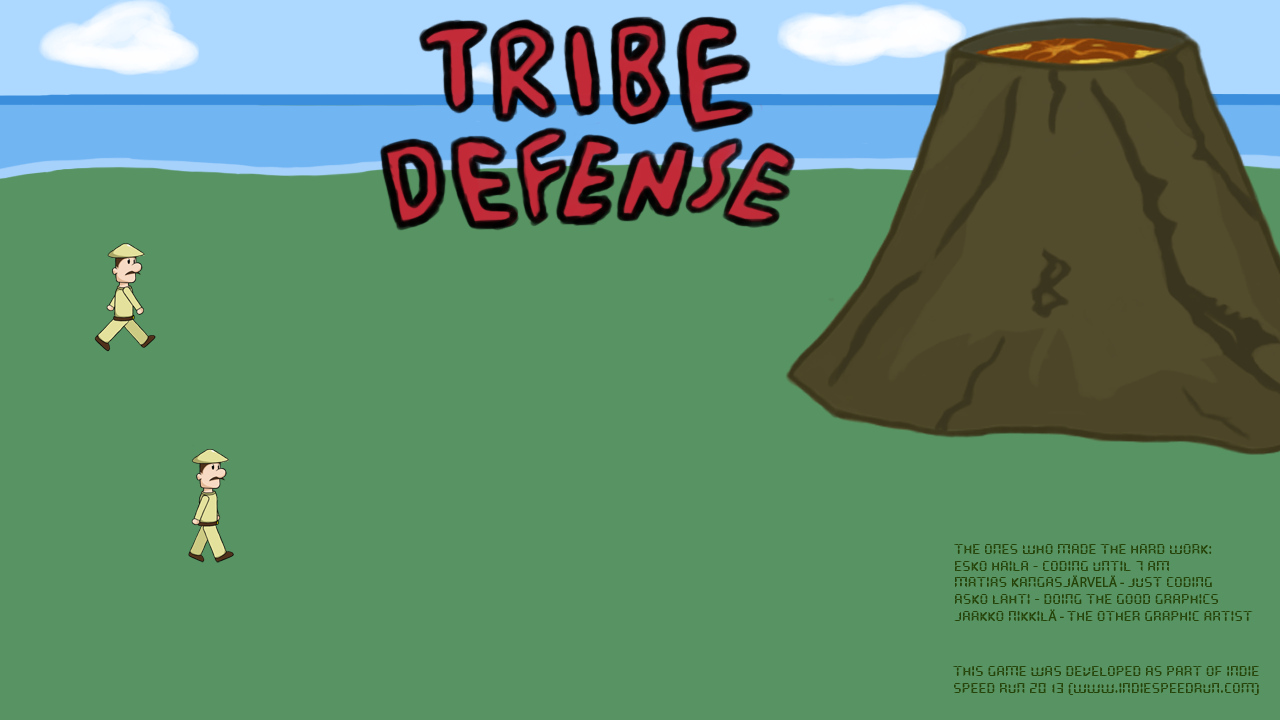 TRIBE
DEFENSE
THE ONES WHO MADE THE HARD WORK:
ESKO HAILA - CODING UNTIL 7 AM
MATIAS KANGASJÄRVELÄ - JUST CODING
ASKO LAHTI - DOING THE GOOD GRAPHICS
JAAKKO NIKKILÄ - THE OTHER GRAPHIC ARTIST
THIS GAME WAS DEVELOPED AS PART OF INDIE
SPEED RUN 2013 (WWW.INDIESPEEDRUN.COM)